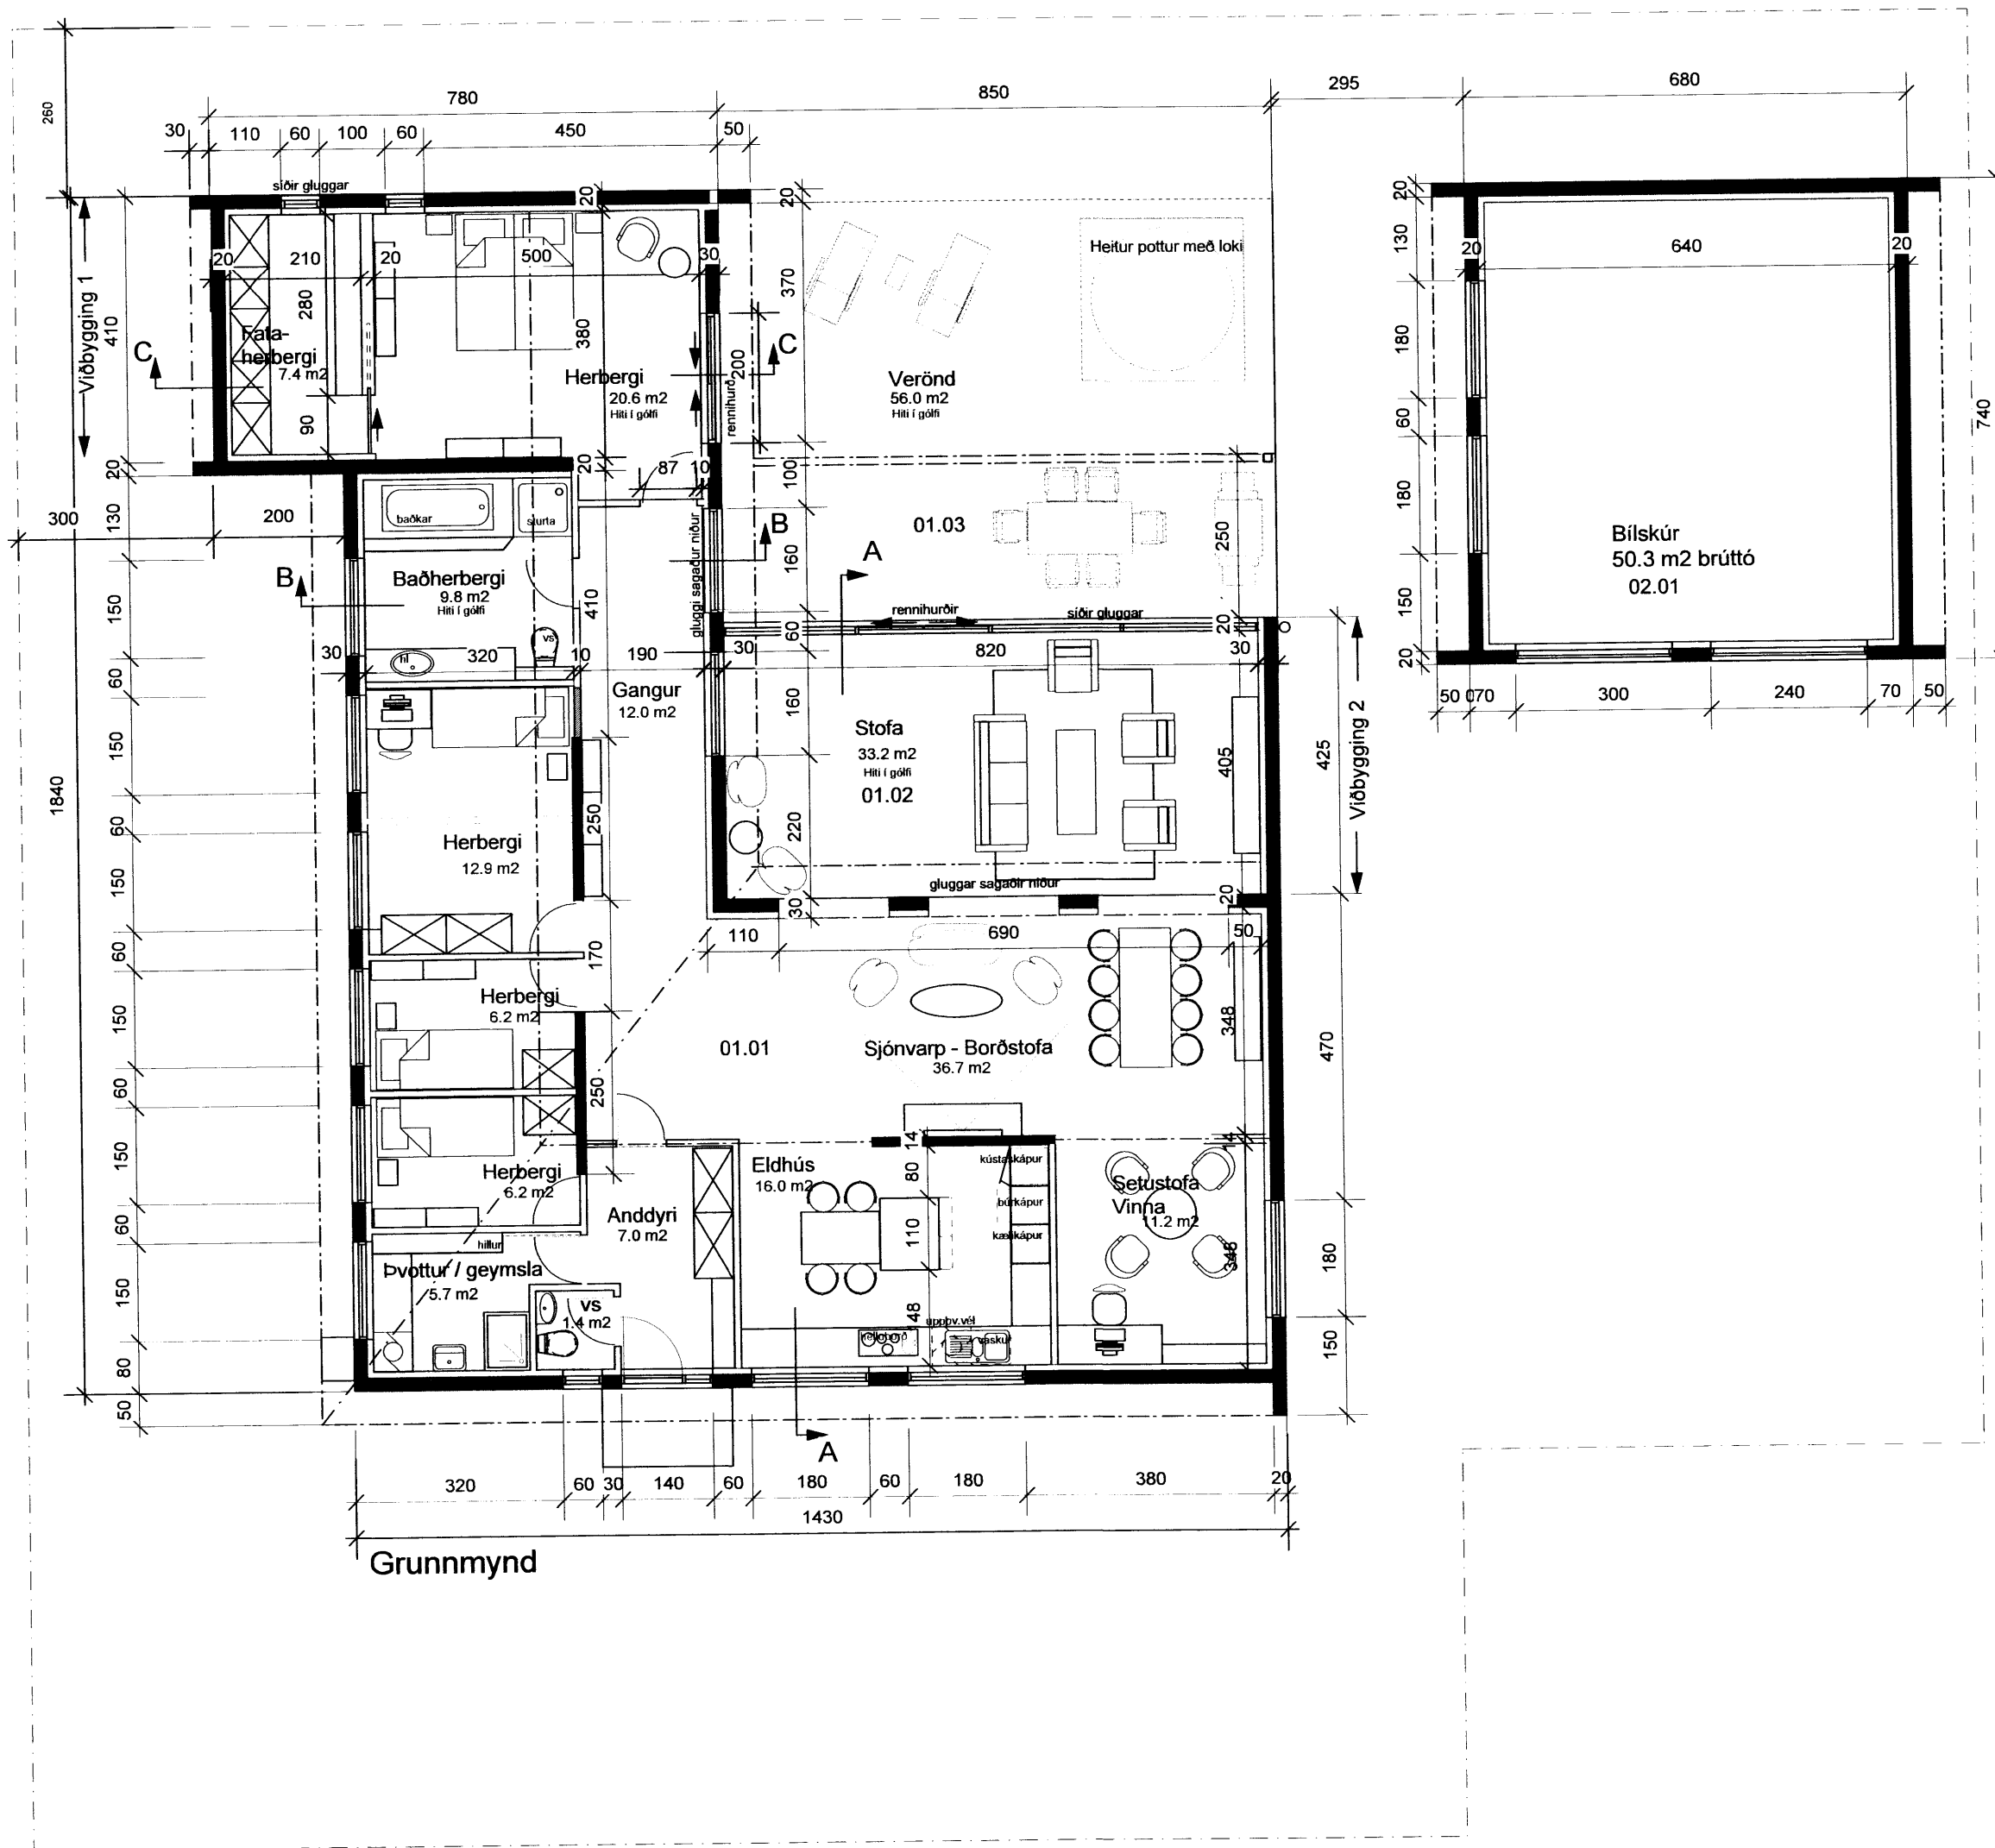 780
850
295
680
260
30
110
60
100
60
450
50
síðir gluggar
20
20
20
130
20
640
20
Heitur pottur með loki
20
210
20
500
30
370
280
380
Viðbygging 1
410
C
Fata-
herbergi
7.4 m2
Herbergi
20.6 m2
Hiti í gólfi
rennihurð
200
C
Verönd
56.0 m2
Hiti í gólfi
180
740
90
60
20
20
87
10
100
180
300
200
130
baðkar
sturta
B
01.03
250
Bílskúr
50.3 m2 brúttó
02.01
B
Baðherbergi
9.8 m2
Hiti í gólfi
410
gluggi sagaður niður
160
A
150
150
rennihurðir
síðir gluggar
vs
hl
60
20
30
320
10
190
30
820
30
20
60
Gangur
12.0 m2
50
070
300
240
70
50
160
Stofa
33.2 m2
Hiti í gólfi
01.02
405
425
Viðbygging 2
150
1840
60
250
220
Herbergi
12.9 m2
150
gluggar sagaðir niður
30
20
60
170
110
690
50
Herbergi
6.2 m2
150
01.01
Sjónvarp - Borðstofa
36.7 m2
348
470
60
250
14
14
150
Herbergi
6.2 m2
Eldhús
16.0 m2
80
kústaskápur
búrkápur
kæliskápur
110
Setustofa
Vinna
11.2 m2
348
60
Anddyri
7.0 m2
hillur
Þvottur / geymsla
5.7 m2
180
150
vs
1.4 m2
48
uppþv.vél
helluborð
vaskur
150
80
50
A
320
60
30
140
60
180
60
180
380
20
1430
Grunnmynd